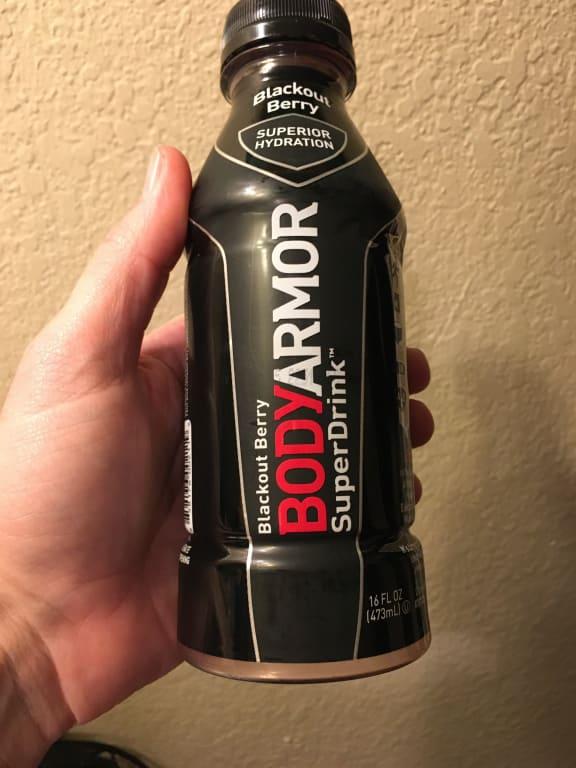 Blackout
Berry
SUPERIOR
HYDRATION
Blackout Berry
BODYARMOR
SuperDrink™
16 FL OZ
(473mL)